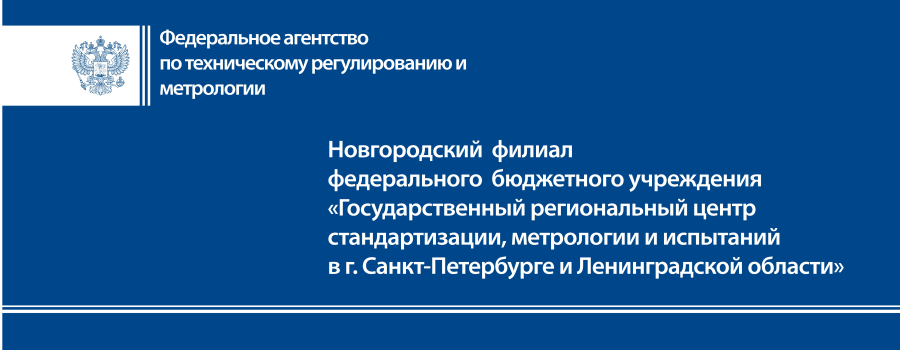 Федеральное агентство
по техническому регулированию и
метрологии
Новгородский филиал
федерального бюджетного учреждения
«Государственный региональный центр
стандартизации, метрологии и испытаний
в г. Санкт-Петербурге и Ленинградской области»